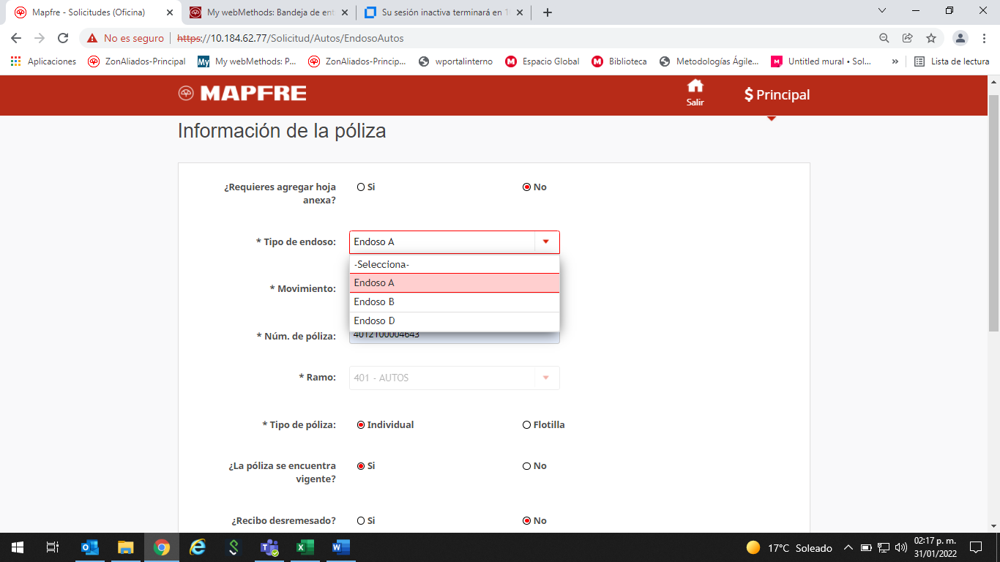 Mapfre - Solicitudes (Oficina)
My webMethods: Bandeja de ent
Su sesión inactiva terminará en 1
No es seguro
https://10.184.62.77/Solicitud/Autos/EndosoAutos
Aplicaciones
ZonAliados-Principal
My webMethods: P...
ZonAliados-Princip...
wportalinterno
Espacio Global
Biblioteca
Metodologías Ágile...
Untitled mural • Sol...
»
Lista de lectura
MAPFRE
Salir
$ Principal
Información de la póliza
¿Requieres agregar hoja
anexa?
Si
No
* Tipo de endoso:
Endoso A
-Selecciona-
Endoso A
Endoso B
Endoso D
* Movimiento:
* Núm. de póliza:
4012100004643
* Ramo:
401 - AUTOS
* Tipo de póliza:
Individual
Flotilla
¿La póliza se encuentra
vigente?
Si
No
¿Recibo desremesado?
Si
No
17°C Soleado
02:17 p. m.
31/01/2022